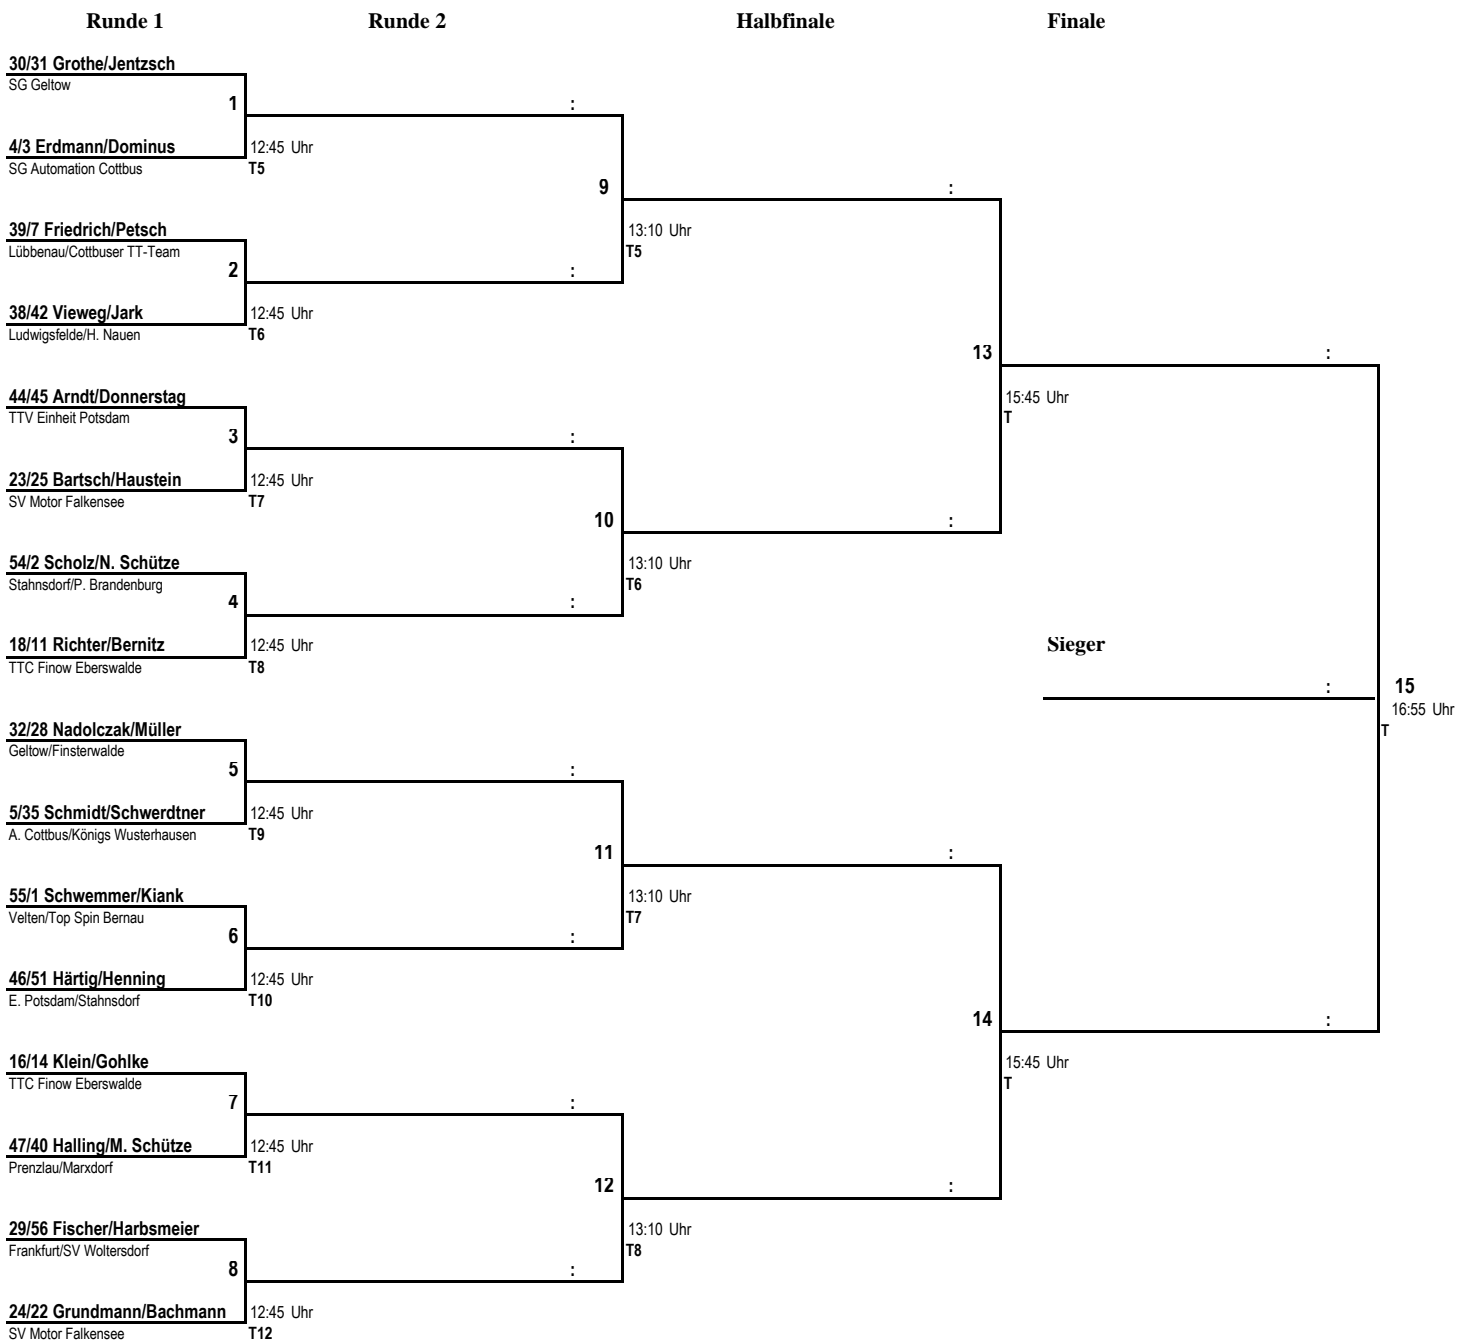 Runde 1 Runde 2 Halbfinale Finale
30/31 Grothe/Jentzsch
SG Geltow
1 :
4/3 Erdmann/Dominus 12:45 Uhr
SG Automation Cottbus T5
9 :
39/7 Friedrich/Petsch 13:10 Uhr
Lübbenau/Cottbuser TT-Team T5
2 :
38/42 Vieweg/Jark 12:45 Uhr
Ludwigsfelde/H. Nauen T6
13 :
44/45 Arndt/Donnerstag 15:45 Uhr
TTV Einheit Potsdam T
3 :
23/25 Bartsch/Haustein 12:45 Uhr
SV Motor Falkensee T7
10 :
54/2 Scholz/N. Schütze 13:10 Uhr
Stahnsdorf/P. Brandenburg T6
4 :
18/11 Richter/Bernitz 12:45 Uhr Sieger
TTC Finow Eberswalde T8
: 15
16:55 Uhr
32/28 Nadolczak/Müller T
Geltow/Finsterwalde
5 :
5/35 Schmidt/Schwerdtner 12:45 Uhr
A. Cottbus/Königs Wusterhausen T9
11 :
55/1 Schwemmer/Kiank 13:10 Uhr
Velten/Top Spin Bernau T7
6 :
46/51 Härtig/Henning 12:45 Uhr
E. Potsdam/Stahnsdorf T10
14 :
16/14 Klein/Gohlke 15:45 Uhr
TTC Finow Eberswalde T
7 :
47/40 Halling/M. Schütze 12:45 Uhr
Prenzlau/Marxdorf T11
12 :
29/56 Fischer/Harbsmeier 13:10 Uhr
Frankfurt/SV Woltersdorf T8
8 :
24/22 Grundmann/Bachmann 12:45 Uhr
SV Motor Falkensee T12